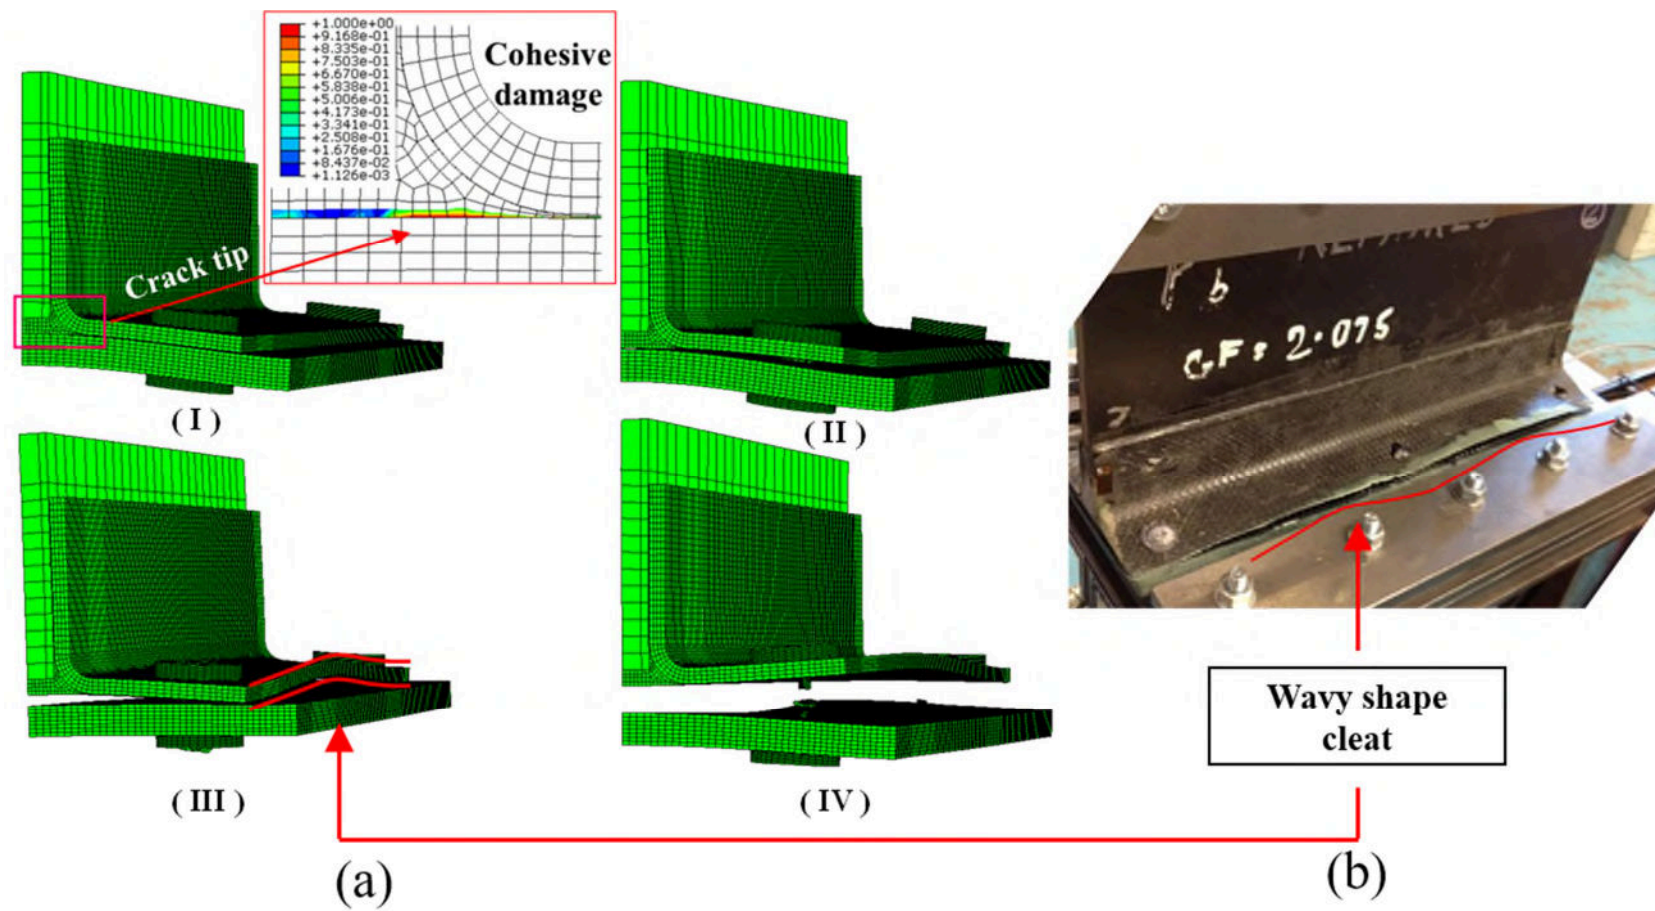 +1.000e+00
+9.168e-01
+8.335e-01
+7.503e-01
+6.670e-01
+5.838e-01
+5.006e-01
+4.173e-01
+3.341e-01
+2.508e-01
+1.676e-01
+8.437e-02
+1.126e-03
Cohesive
damage
Crack tip
( I )
( II )
( III )
( IV )
b
GF = 2.075
2
Wavy shape
cleat
(a)
(b)